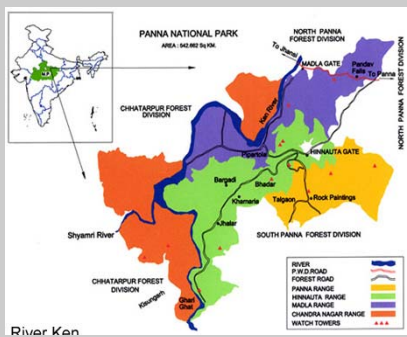 PANNA NATIONAL PARK
AREA : 542.662 Sq KM.
M.P.
NORTH PANNA
FOREST DIVISION
To Jhansi
MADLA GATE
Pandav
Falls
To Panna
NORTH PANNA FOREST DIVISION
CHHATARPUR FOREST
DIVISION
Ken River
Pipartola
HINNAUTA GATE
Bargadi
Bhadar
Khamaria
Talgaon
Rock Paintings
Jhalar
Shyamri River
SOUTH PANNA FOREST DIVISION
CHHATARPUR FOREST
DIVISION
Kisungarh
Ghari
Ghat
RIVER
P.W.D.ROAD
FOREST ROAD
PANNA RANGE
HINNAUTA RANGE
MADLA RANGE
CHANDRA NAGAR RANGE
WATCH TOWERS
River Ken